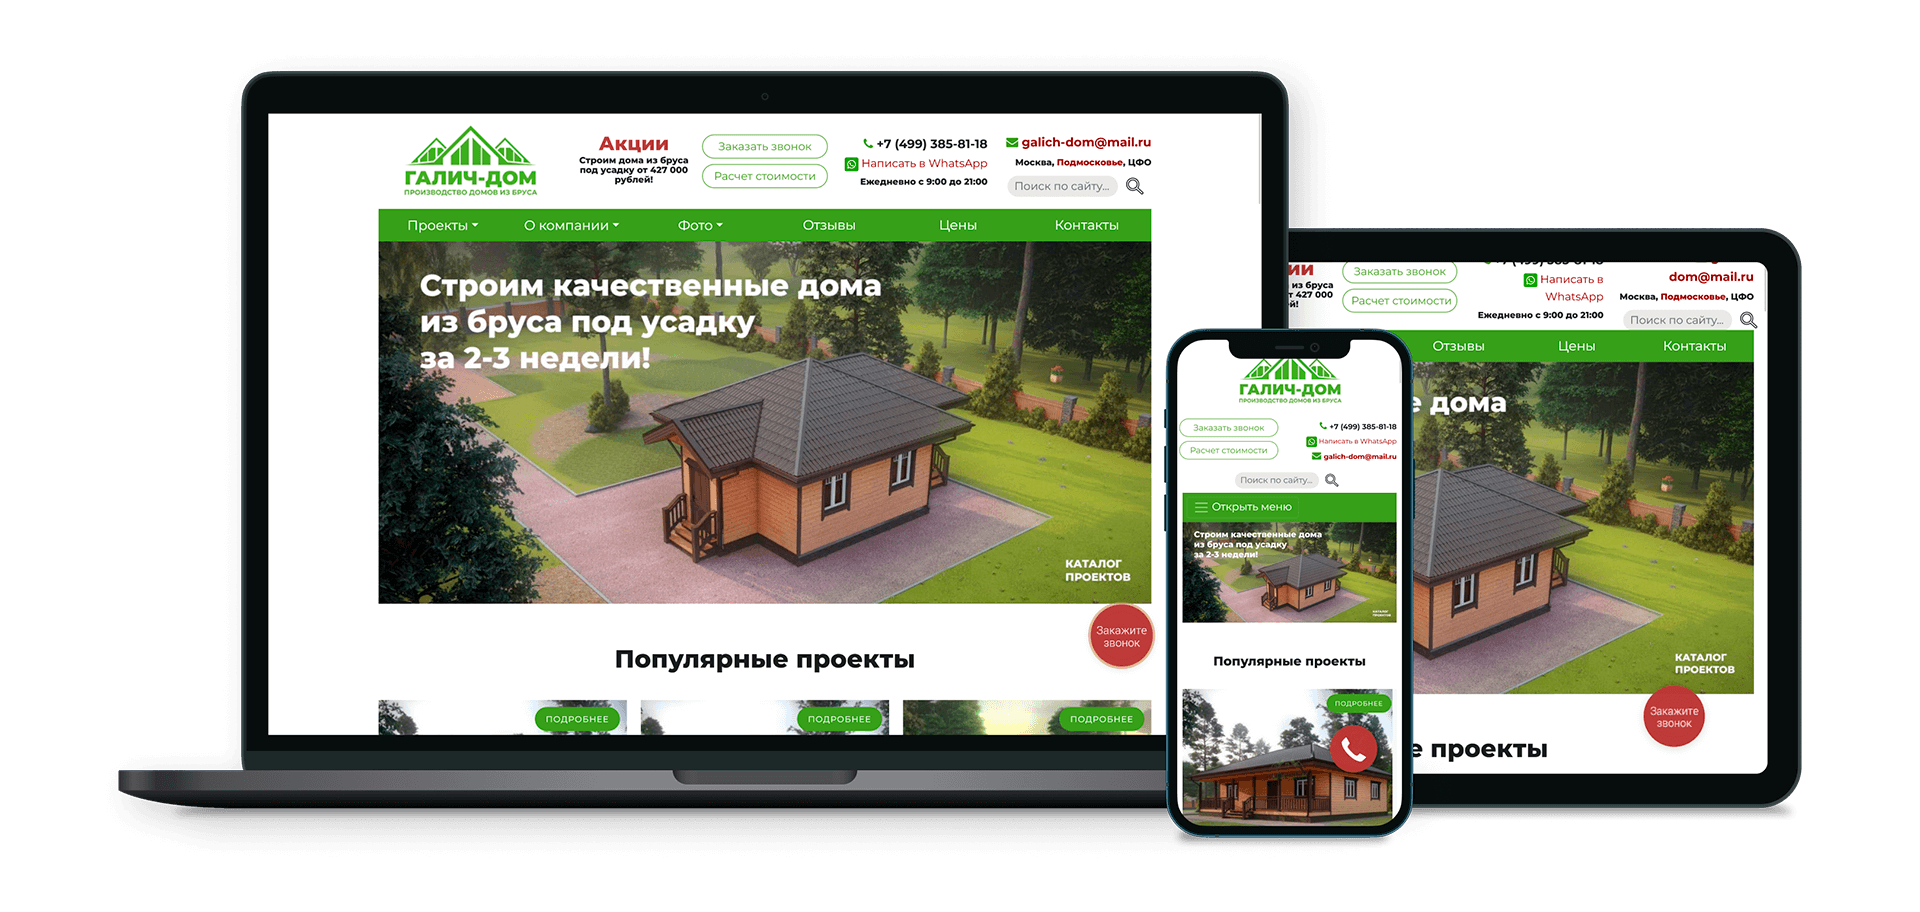 ГАЛИЧ-ДОМ
ПРОИЗВОДСТВО ДОМОВ ИЗ БРУСА
Акции
Строим дома из бруса
под усадку от 427 000
рублей!
Заказать звонок
Расчет стоимости
+7 (499) 385-81-18
Написать в WhatsApp
Ежедневно с 9:00 до 21:00
galich-dom@mail.ru
Москва, Подмосковье, ЦФО
Поиск по сайту...
Проекты О компании Фото Отзывы Цены Контакты
Строим качественные дома
из бруса под усадку
за 2-3 недели!
КАТАЛОГ
ПРОЕКТОВ
Закажите
звонок
Популярные проекты
ПОДРОБНЕЕ ПОДРОБНЕЕ ПОДРОБНЕЕ
ГАЛИЧ-ДОМ
ПРОИЗВОДСТВО ДОМОВ ИЗ БРУСА
Заказать звонок
Расчет стоимости
+7 (499) 385-81-18
Написать в WhatsApp
galich-dom@mail.ru
Поиск по сайту...
Открыть меню
Строим качественные дома
из бруса под усадку
за 2-3 недели!
КАТАЛОГ
ПРОЕКТОВ
Популярные проекты
ПОДРОБНЕЕ
ии
из бруса
т 427 000
й!
Заказать звонок
Расчет стоимости
Написать в
WhatsApp
Ежедневно с 9:00 до 21:00
dom@mail.ru
Москва, Подмосковье, ЦФО
Поиск по сайту...
Отзывы Цены Контакты
е дома
КАТАЛОГ
ПРОЕКТОВ
Закажите
звонок
е проекты